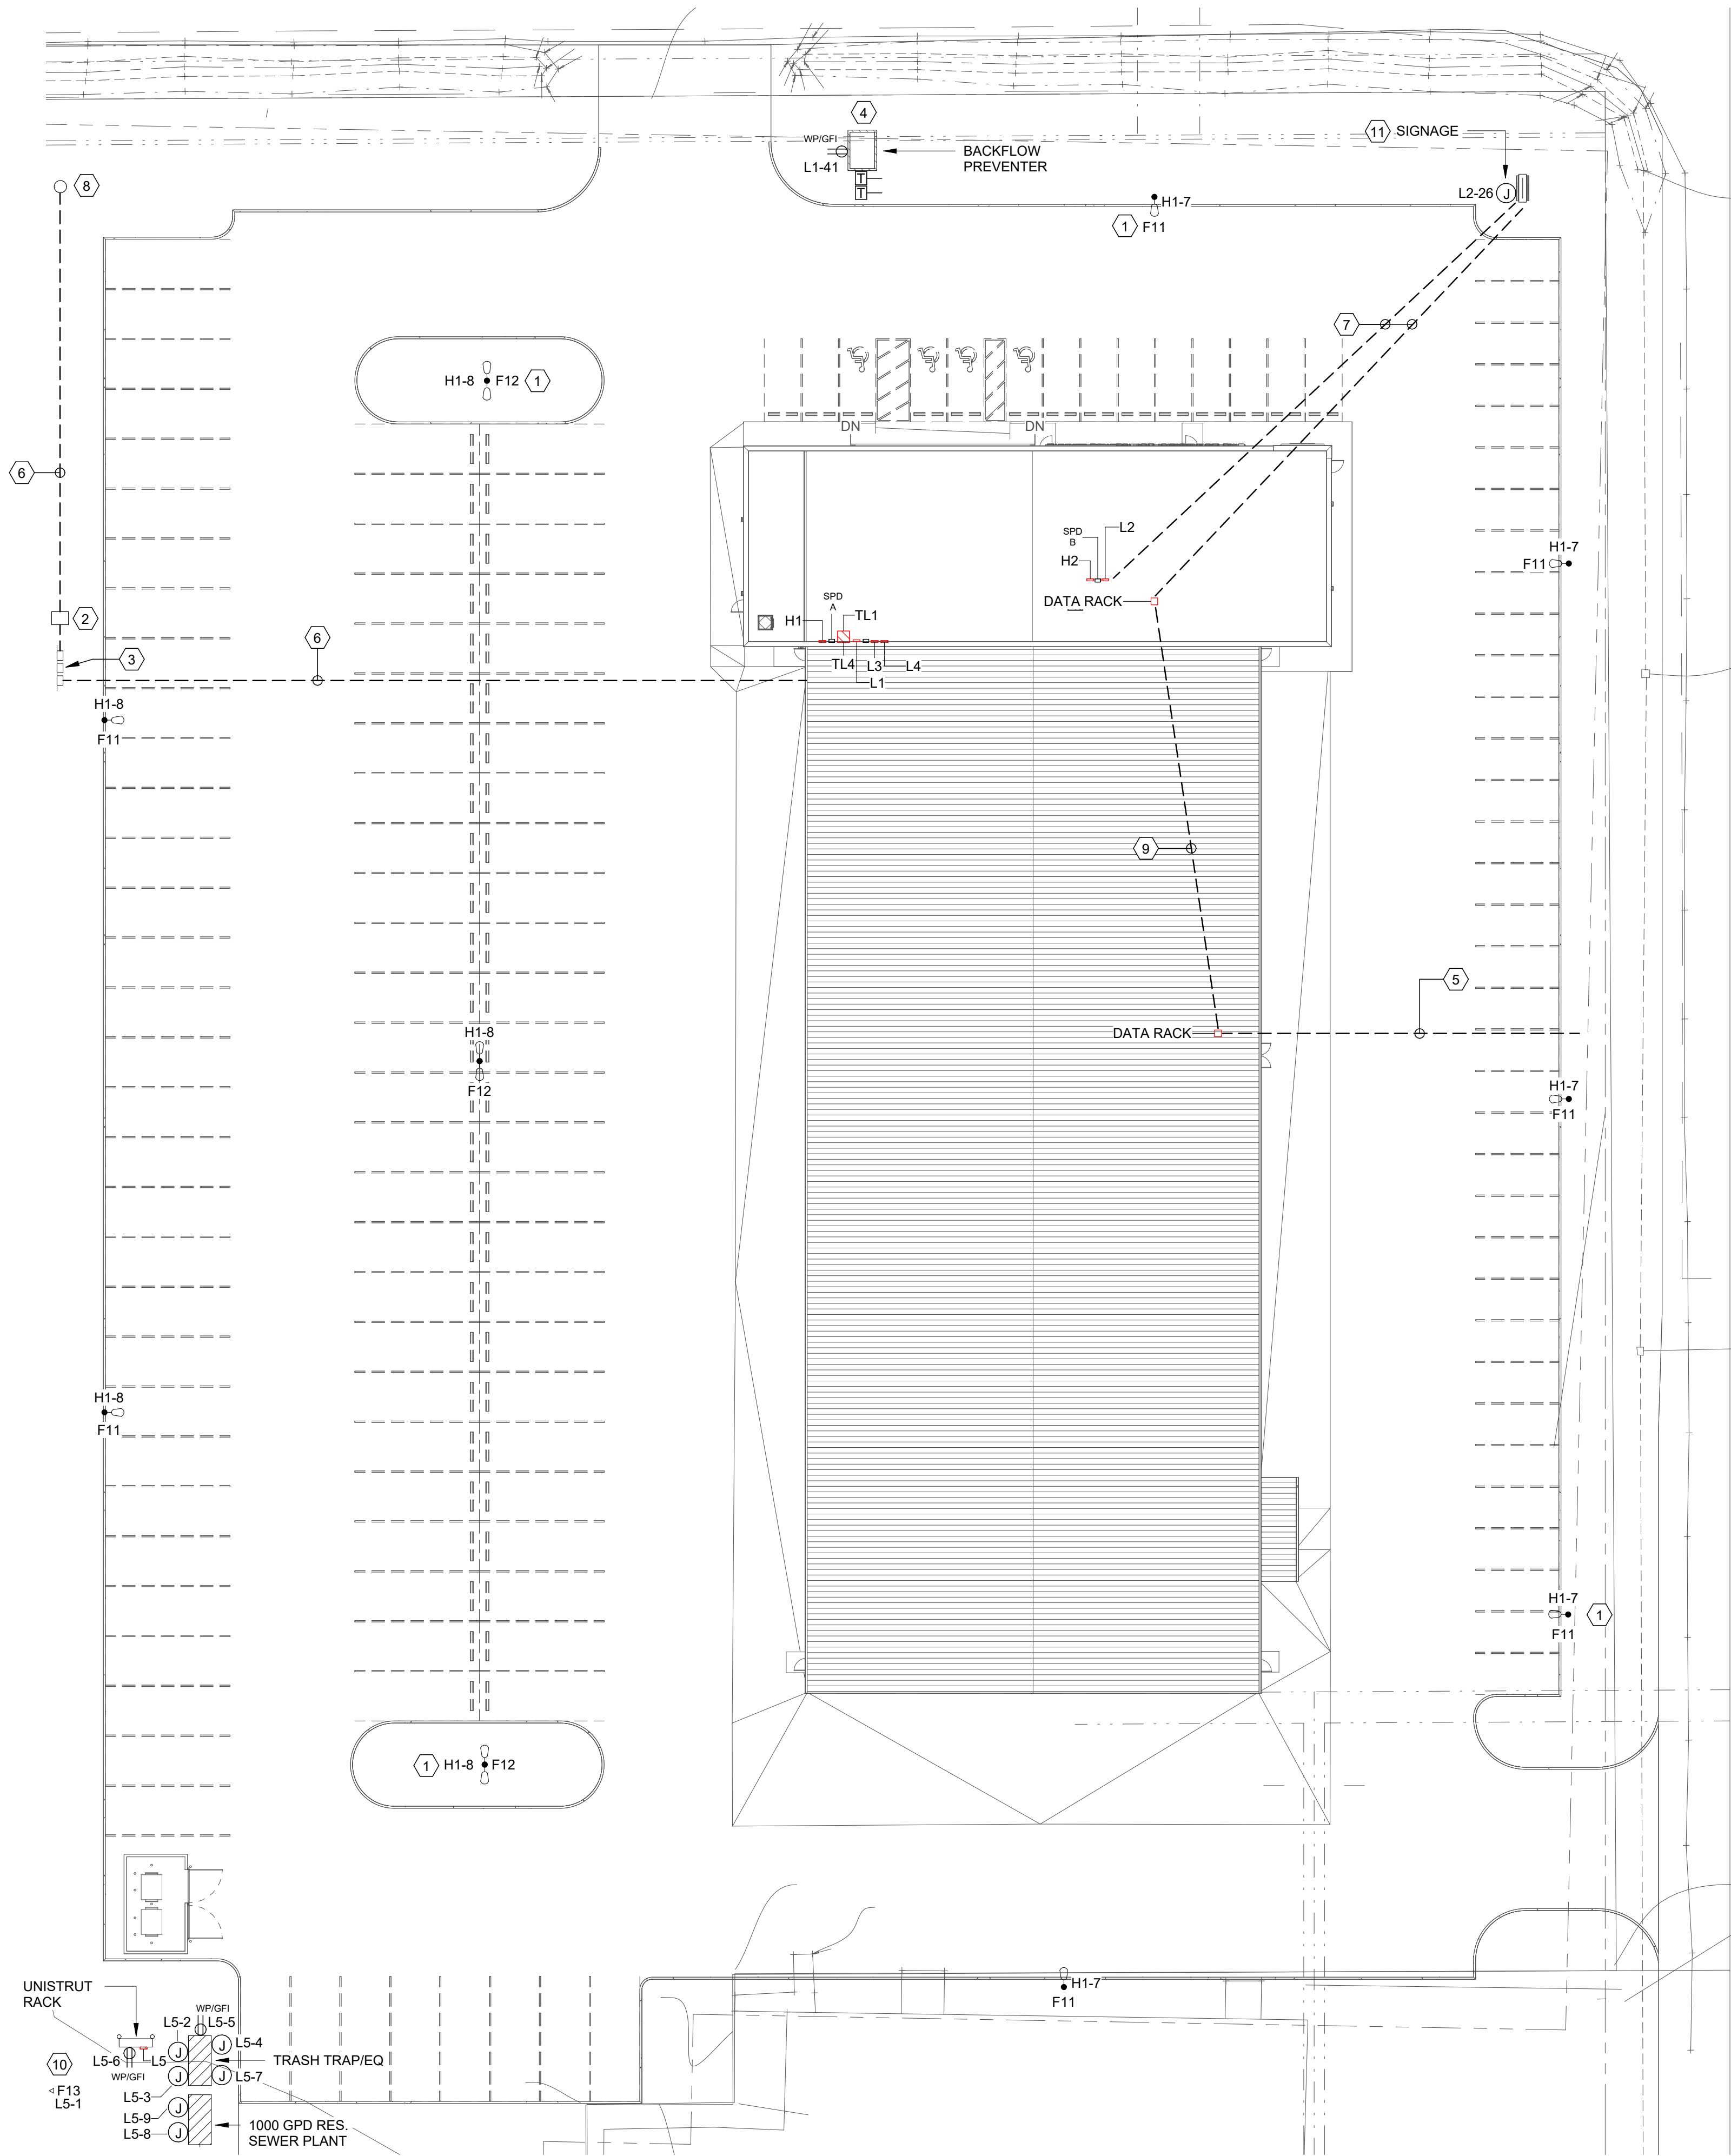 4
11 SIGNAGE
WP/GFI
BACKFLOW
PREVENTER
L1-41
T
T
8
L2-26 J
H1-7
1 F11
7
H1-8 F12 1
DN DN
6
SPD
B
L2
H2
H1-7
F11
DATA RACK
SPD
A
H1 TL1
2
6
3
TL4 L3 L4
L1
H1-8
F11
9
5
H1-8
F12
DATA RACK
H1-7
F11
H1-8
F11
H1-7
1
F11
1 H1-8 F12
H1-7
F11
UNISTRUT
RACK
WP/GFI
L5-2 L5-5
J J L5-4
L5-6 L5
TRASH TRAP/EQ
10
WP/GFI
J J L5-7
F13
L5-1
L5-3
L5-9 J
L5-8 J
1000 GPD RES.
SEWER PLANT